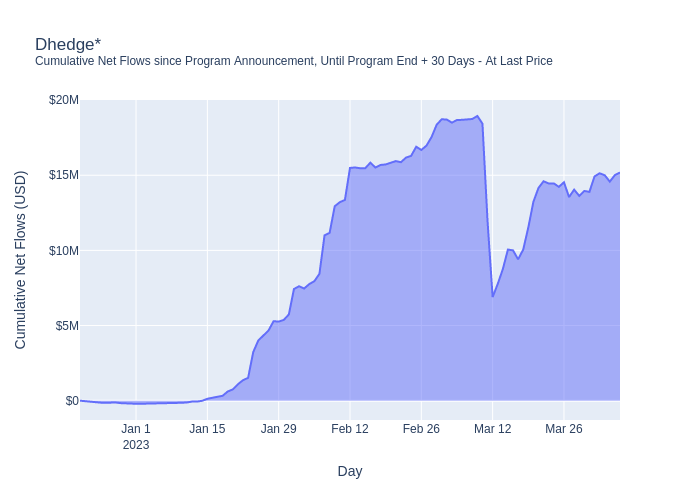 Dhedge*
Cumulative Net Flows since Program Announcement, Until Program End + 30 Days - At Last Price
Cumulative Net Flows (USD)
$20M
$15M
$10M
$5M
$0
Jan 1
2023
Jan 15
Jan 29
Feb 12
Feb 26
Mar 12
Mar 26
Day